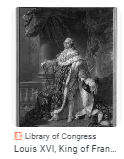 Library of Congress
Louis XVI, King of Fran...